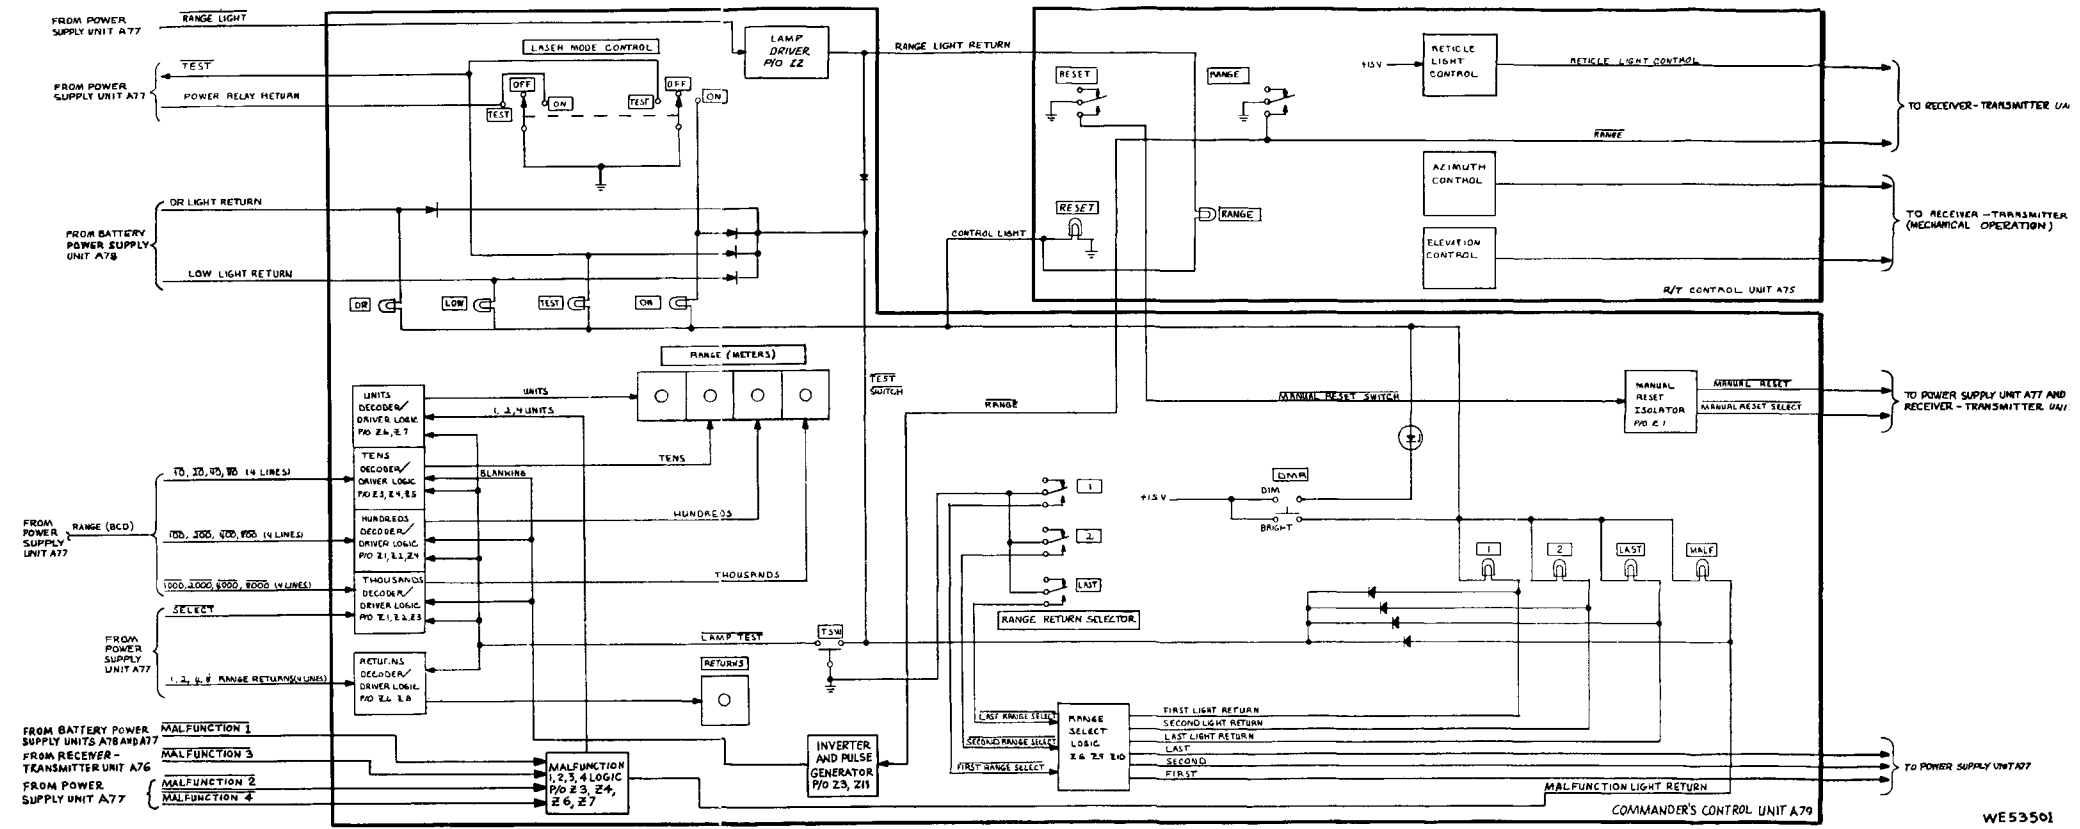 FROM POWER
SUPPLY UNIT A77
RANGE LIGHT
LASER MODE CONTROL
LAMP
DRIVER
P/O Z2
RANGE LIGHT RETURN
FROM POWER
SUPPLY UNIT A77
TEST
POWER RELAY RETURN
OFF
ON
TEST
TEST
OFF
ON
RESET
RANGE
+15V
RETICLE
LIGHT
CONTROL
RETICLE LIGHT CONTROL
TO RECEIVER-TRANSMITTER UN
RANGE
AZIMUTH
CONTROL
ELEVATION
CONTROL
TO RECEIVER-TRANSMITTER
(MECHANICAL OPERATION)
FROM BATTERY
POWER SUPPLY
UNIT A78
DR LIGHT RETURN
LOW LIGHT RETURN
RESET
RANGE
CONTROL LIGHT
R/T CONTROL UNIT A75
DR
LOW
TEST
ON
RANGE (METERS)
TEST
SWITCH
UNITS
DECODER/
DRIVER LOGIC
P/O Z6, Z7
UNITS
1, 2, 4 UNITS
RANGE
MANUAL RESET SWITCH
MANUAL
RESET
ISOLATOR
P/O Z1
MANUAL RESET
MANUAL RESET SELECT
TO POWER SUPPLY UNIT A77 AND
RECEIVER-TRANSMITTER UNI
TENS
DECODER/
DRIVER LOGIC
P/O Z3, Z4, Z5
TENS
BLANKING
FROM
POWER
SUPPLY
UNIT A77
RANGE (BCD)
10, 20, 40, 80 (4 LINES)
100, 200, 400, 800 (4 LINES)
1000, 2000, 4000, 8000 (4 LINES)
HUNDREDS
DECODER/
DRIVER LOGIC
P/O Z1, Z2, Z4
HUNDREDS
THOUSANDS
DECODER/
DRIVER LOGIC
P/O Z1, Z2, Z3
THOUSANDS
1
2
LAST
RANGE RETURN SELECTOR
+15V
DMR
DIM
BRIGHT
1
2
LAST
MALF
FROM
POWER
SUPPLY
UNIT A77
SELECT
1, 2, 4, 8 RANGE RETURNS (4 LINES)
LAMP TEST
TSW
RETURNS
DECODER/
DRIVER LOGIC
P/O Z6 Z8
RETURNS
FROM BATTERY POWER
SUPPLY UNITS A78 AND A77
MALFUNCTION 1
FROM RECEIVER-
TRANSMITTER UNIT A76
MALFUNCTION 3
FROM POWER
SUPPLY UNIT A77
MALFUNCTION 2
MALFUNCTION 4
MALFUNCTION
1, 2, 3, 4 LOGIC
P/O Z3, Z4,
Z6, Z7
INVERTER
AND PULSE
GENERATOR
P/O Z3, Z11
LAST RANGE SELECT
SECOND RANGE SELECT
FIRST RANGE SELECT
RANGE
SELECT
LOGIC
Z6 Z9 Z10
FIRST LIGHT RETURN
SECOND LIGHT RETURN
LAST LIGHT RETURN
LAST
SECOND
FIRST
MALFUNCTION LIGHT RETURN
TO POWER SUPPLY UNIT A77
COMMANDER'S CONTROL UNIT A79
WE53501